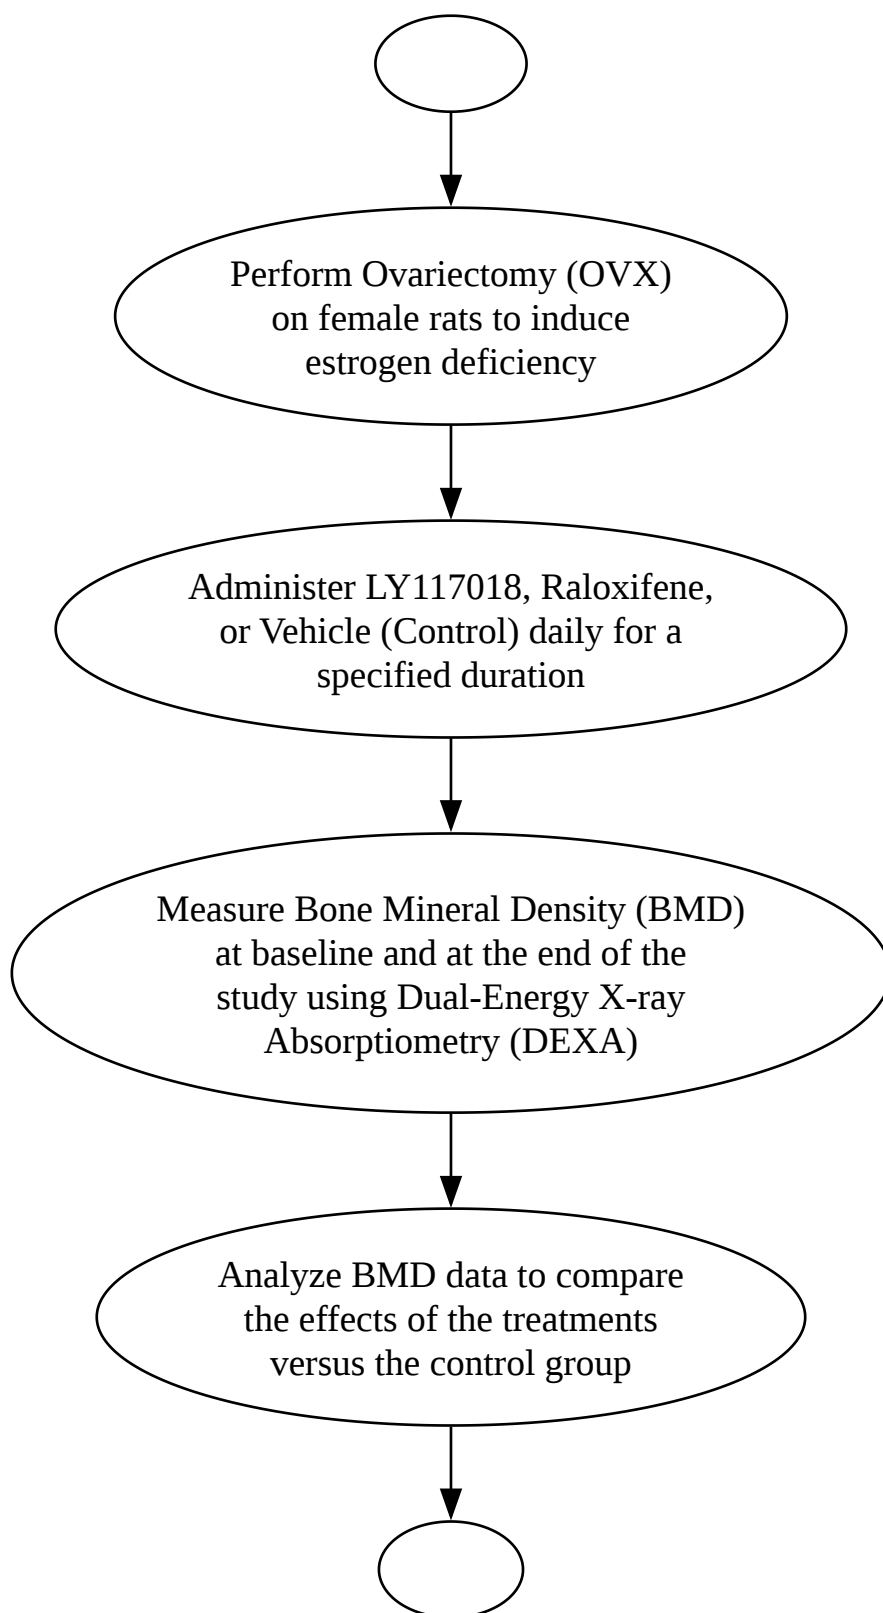 Perform Ovariectomy (OVX)
on female rats to induce
estrogen deficiency
Administer LY117018, Raloxifene,
or Vehicle (Control) daily for a
specified duration
Measure Bone Mineral Density (BMD)
at baseline and at the end of the
study using Dual-Energy X-ray
Absorptiometry (DEXA)
Analyze BMD data to compare
the effects of the treatments
versus the control group